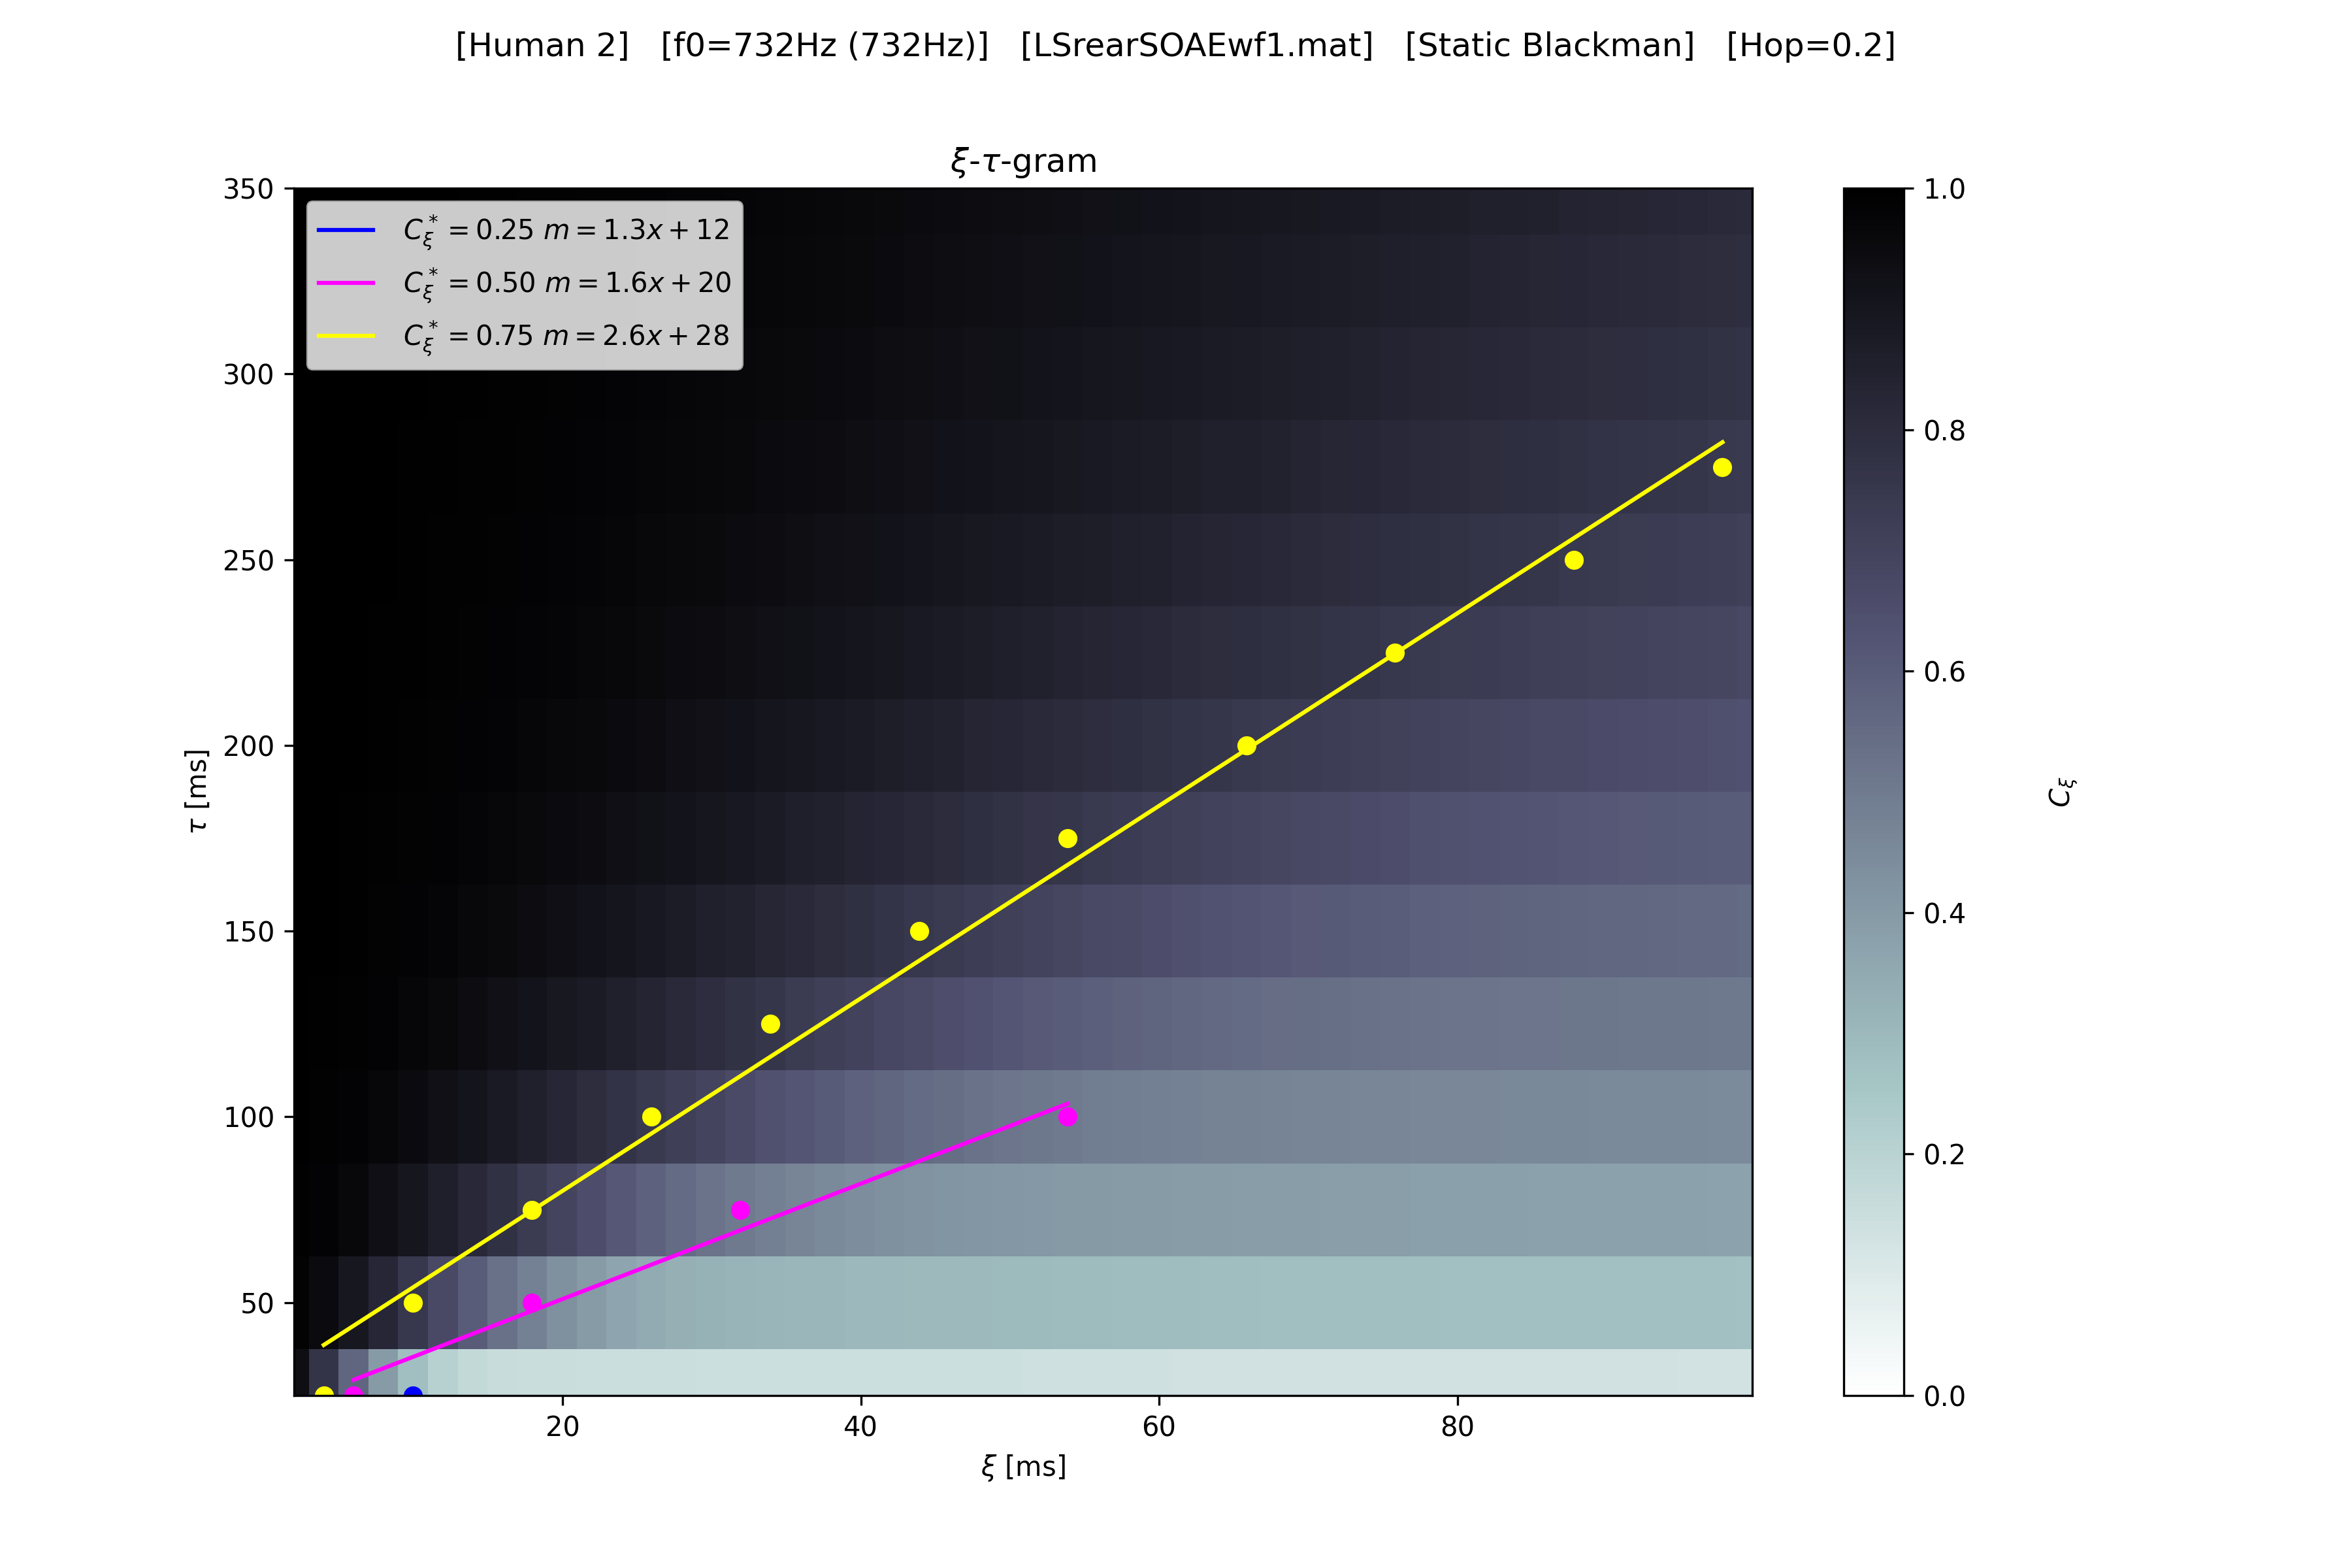 [Human 2]   [f0=732Hz (732Hz)]   [LSrearSOAEwf1.mat]   [Static Blackman]   [Hop=0.2]
ξ-τ-gram
C*ξ = 0.25 m = 1.3x + 12
C*ξ = 0.50 m = 1.6x + 20
C*ξ = 0.75 m = 2.6x + 28
350
300
250
200
150
100
50
τ [ms]
20 40 60 80
ξ [ms]
1.0
0.8
0.6
0.4
0.2
0.0
Cξ